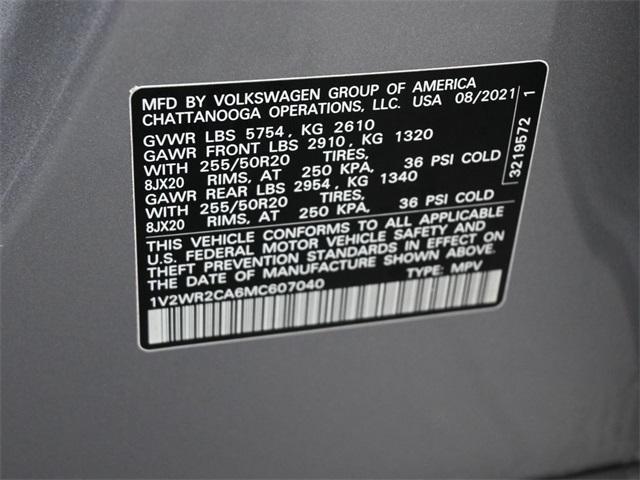 MFD BY VOLKSWAGEN GROUP OF AMERICA
CHATTANOOGA OPERATIONS, LLC. USA 08/2021
GVWR LBS 5754, KG 2610
GAWR FRONT LBS 2910, KG 1320
WITH 255/50R20 TIRES,
8JX20 RIMS, AT 250 KPA, 36 PSI COLD
GAWR REAR LBS 2954, KG 1340
WITH 255/50R20 TIRES,
8JX20 RIMS, AT 250 KPA, 36 PSI COLD
THIS VEHICLE CONFORMS TO ALL APPLICABLE
U.S. FEDERAL MOTOR VEHICLE SAFETY AND
THEFT PREVENTION STANDARDS IN EFFECT ON
THE DATE OF MANUFACTURE SHOWN ABOVE.
1V2WR2CA6MC607040 TYPE: MPV
3219572 1